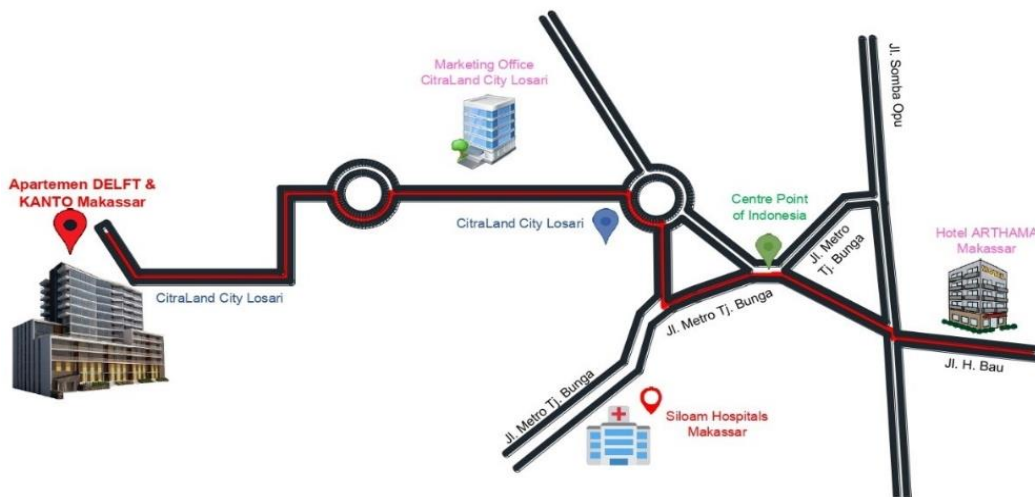 Marketing Office
CitraLand City Losari
Jl. Somba Opu
Apartemen DELFT &
KANTO Makassar
CitraLand City Losari
Centre Point
of Indonesia
Jl. Metro
Tj. Bunga
Hotel ARTHAMA
Makassar
HOTEL
CitraLand City Losari
Jl. Metro Tj. Bunga
Jl. H. Bau
Jl. Metro Tj. Bunga
Siloam Hospitals
Makassar